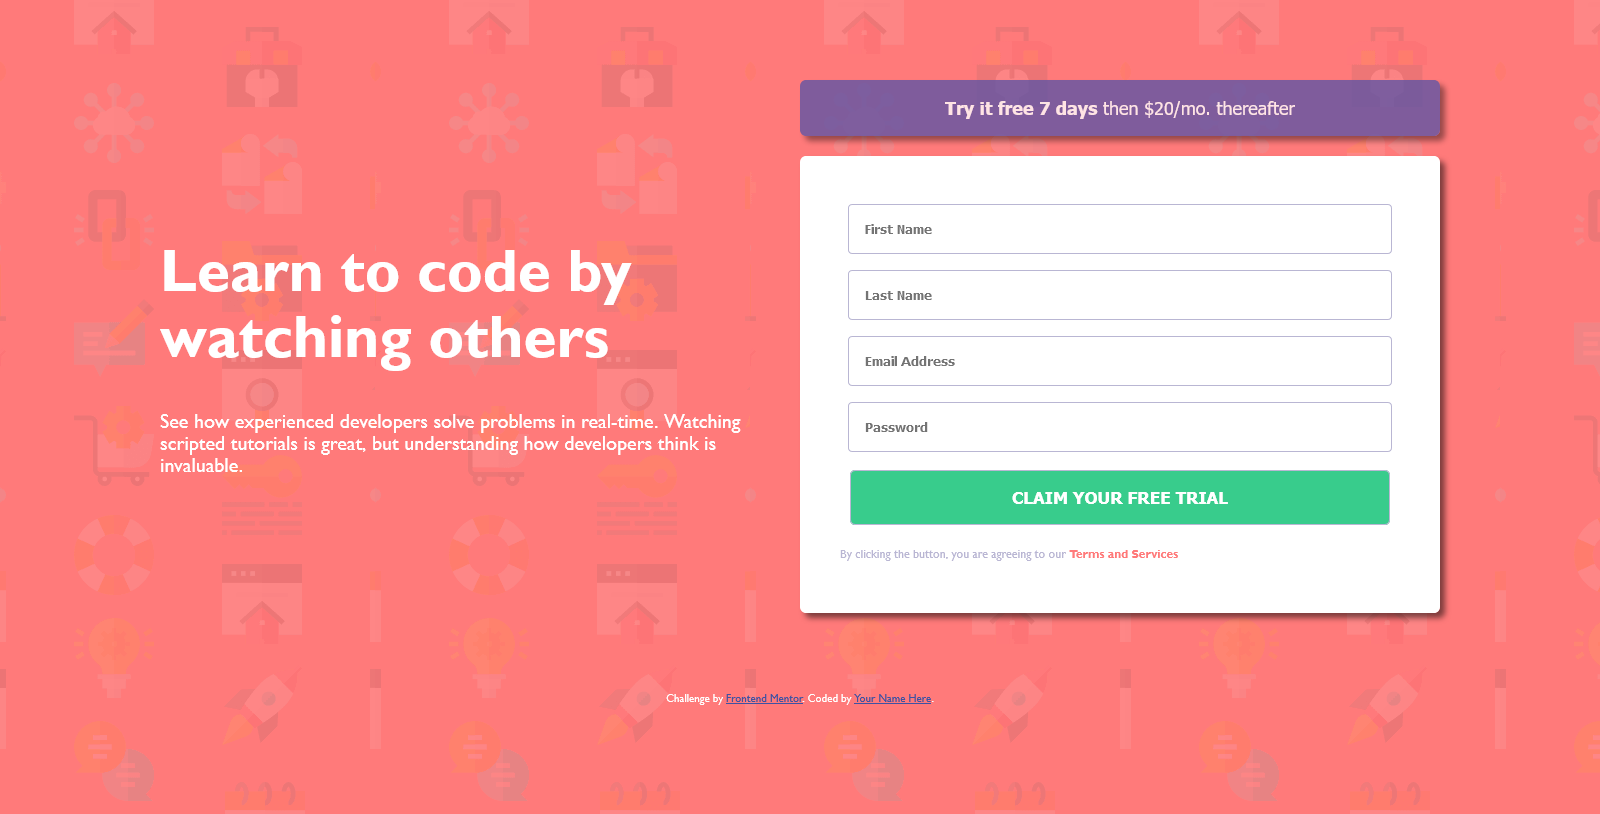 Learn to code by
watching others
See how experienced developers solve problems in real-time. Watching
scripted tutorials is great, but understanding how developers think is
invaluable.
Try it free 7 days then $20/mo. thereafter
First Name
Last Name
Email Address
Password
CLAIM YOUR FREE TRIAL
By clicking the button, you are agreeing to our Terms and Services
Challenge by Frontend Mentor. Coded by Your Name Here.